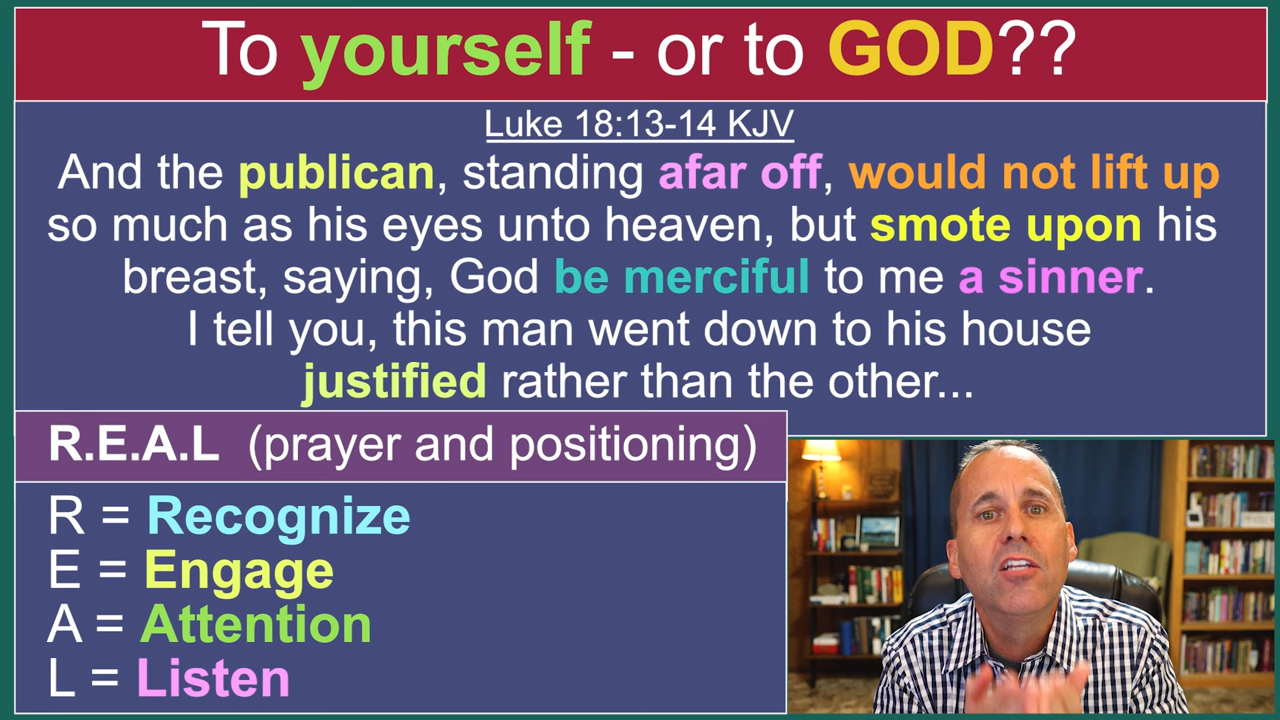 To yourself - or to GOD??
Luke 18:13-14 KJV
And the publican, standing afar off, would not lift up
so much as his eyes unto heaven, but smote upon his
breast, saying, God be merciful to me a sinner.
I tell you, this man went down to his house
justified rather than the other...
R.E.A.L (prayer and positioning)
R = Recognize
E = Engage
A = Attention
L = Listen